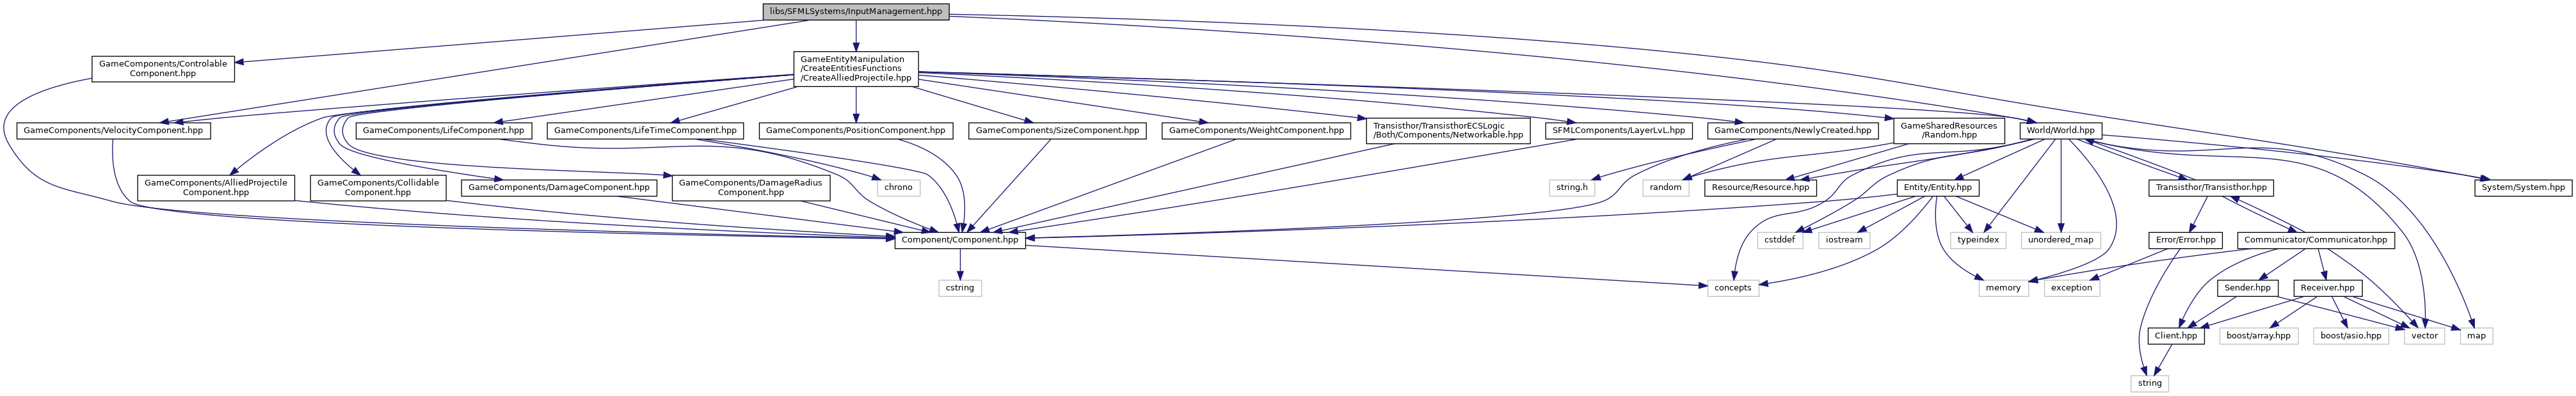 libs/SFMLSystems/InputManagement.hpp
GameComponents/Controlable
Component.hpp
GameEntityManipulation
/CreateEntitiesFunctions
/CreateAlliedProjectile.hpp
GameComponents/VelocityComponent.hpp
GameComponents/LifeComponent.hpp
GameComponents/LifeTimeComponent.hpp
GameComponents/PositionComponent.hpp
GameComponents/SizeComponent.hpp
GameComponents/WeightComponent.hpp
Transisthor/TransisthorECSLogic
/Both/Components/Networkable.hpp
SFMLComponents/LayerLvL.hpp
GameComponents/NewlyCreated.hpp
GameSharedResources
/Random.hpp
World/World.hpp
GameComponents/AlliedProjectile
Component.hpp
GameComponents/Collidable
Component.hpp
GameComponents/DamageComponent.hpp
GameComponents/DamageRadius
Component.hpp
chrono
string.h
random
Resource/Resource.hpp
Entity/Entity.hpp
Transisthor/Transisthor.hpp
System/System.hpp
Component/Component.hpp
cstddef
iostream
typeindex
unordered_map
Error/Error.hpp
Communicator/Communicator.hpp
cstring
concepts
memory
exception
Sender.hpp
Receiver.hpp
Client.hpp
boost/array.hpp
boost/asio.hpp
vector
map
string